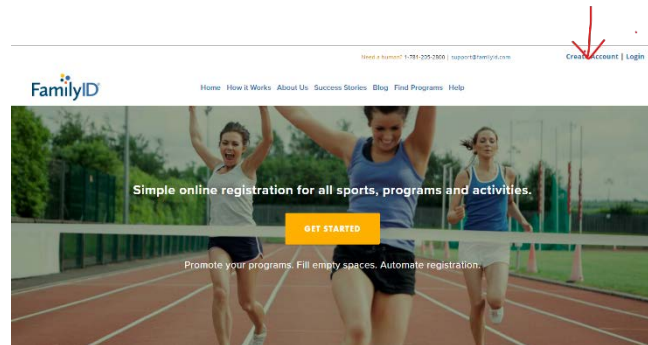 Need a human? 1-781-205-2800 | support@familyid.com
Create Account | Login
FamilyID
Home How it Works About Us Success Stories Blog Find Programs Help
Simple online registration for all sports, programs and activities.
GET STARTED
Promote your programs. Fill empty spaces. Automate registration.